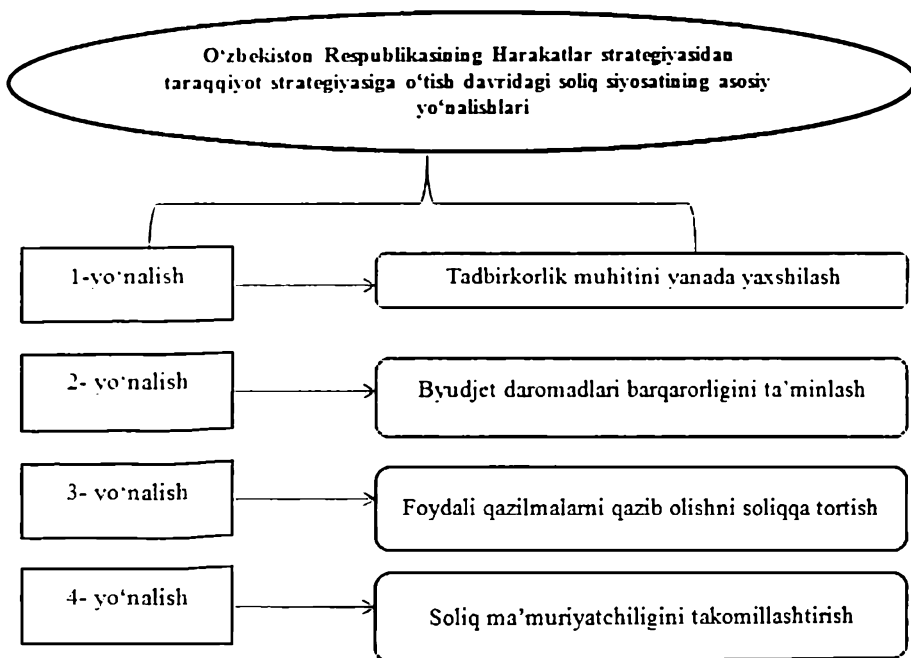 O‘zbekiston Respublikasining Harakatlar strategiyasidan
taraqqiyot strategiyasiga o‘tish davridagi soliq siyosatining asosiy
yo‘nalishlari
1-yo‘nalish
Tadbirkorlik muhitini yanada yaxshilash
2- yo‘nalish
Byudjet daromadlari barqarorligini ta’minlash
3- yo‘nalish
Foydali qazilmalarni qazib olishni soliqqa tortish
4- yo‘nalish
Soliq ma’muriyatchiligini takomillashtirish